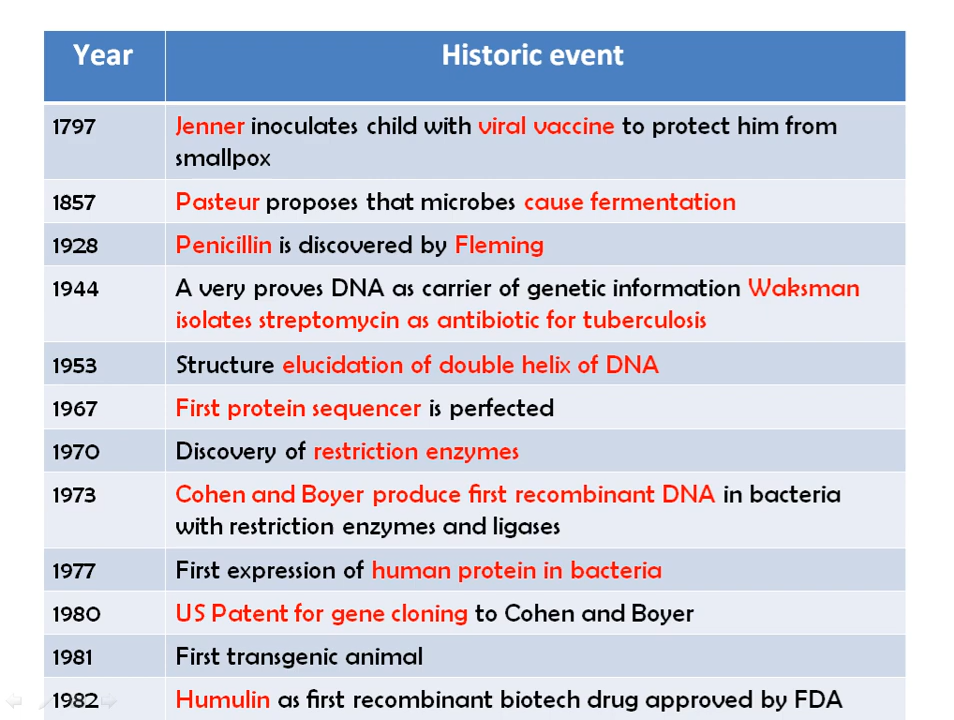 Year Historic event
1797 Jenner inoculates child with viral vaccine to protect him from
smallpox
1857 Pasteur proposes that microbes cause fermentation
1928 Penicillin is discovered by Fleming
1944 A very proves DNA as carrier of genetic information Waksman
isolates streptomycin as antibiotic for tuberculosis
1953 Structure elucidation of double helix of DNA
1967 First protein sequencer is perfected
1970 Discovery of restriction enzymes
1973 Cohen and Boyer produce first recombinant DNA in bacteria
with restriction enzymes and ligases
1977 First expression of human protein in bacteria
1980 US Patent for gene cloning to Cohen and Boyer
1981 First transgenic animal
1982 Humulin as first recombinant biotech drug approved by FDA